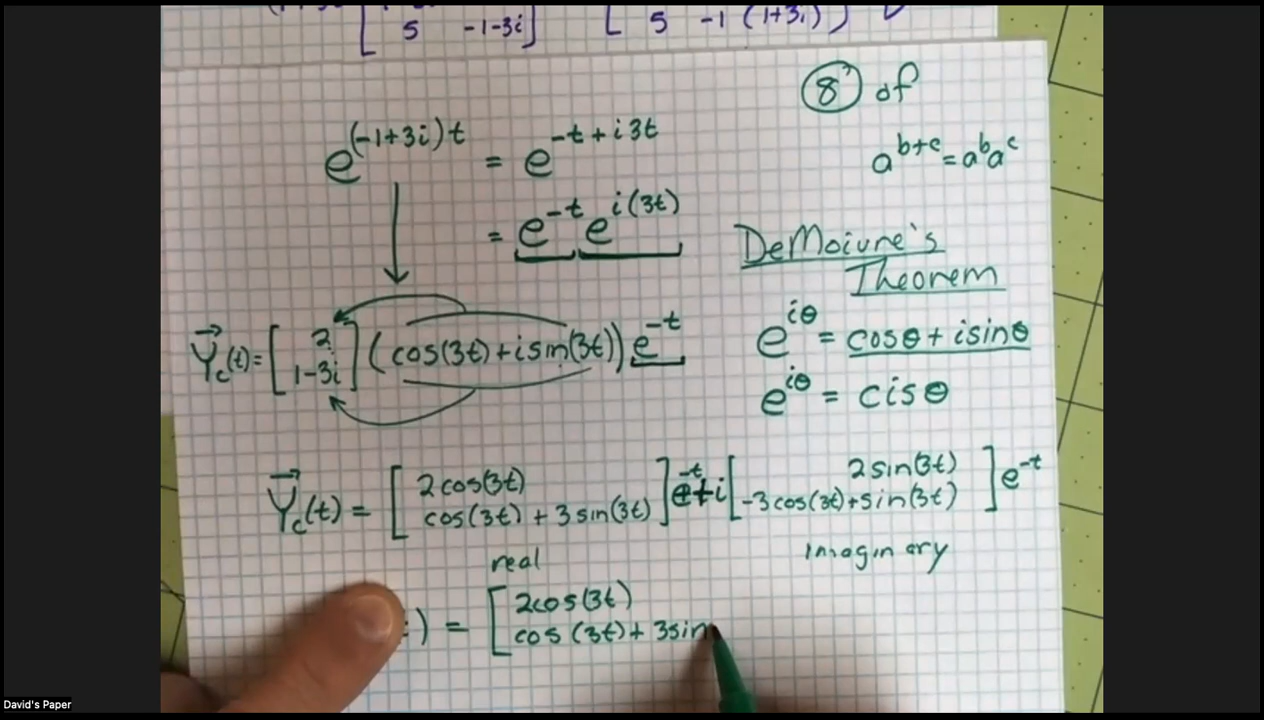 5 -1-3i] [ 5 -1 (1+3i)
8 of
e^(-1+3i)t = e^-t+i3t
a^b+c = a^b a^c
= e^-t e^i(3t)
DeMoivre's
Theorem
Y_c(t) = [ 2 1-3i ] (cos(3t)+isin(3t)) e^-t
e^iθ = cosθ + isinθ
e^iθ = cisθ
Y_c(t) = [ 2cos(3t) cos(3t) + 3sin(3t) ] e^-t + i [ 2sin(3t) -3cos(3t)+sin(3t) ] e^-t
real imaginary
) = [ 2cos(3t)
cos(3t) + 3sin
David's Paper